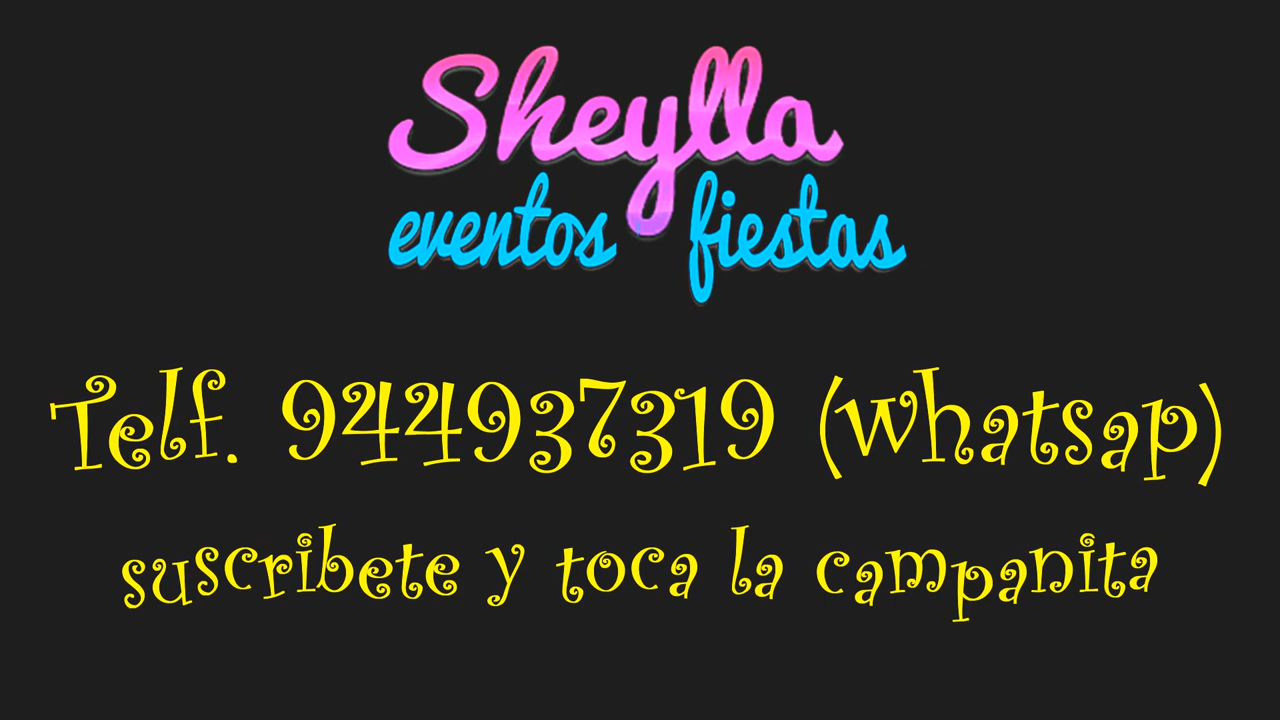 Sheylla
eventos fiestas
Telf. 944937319 (whatsap)
suscribete y toca la campanita